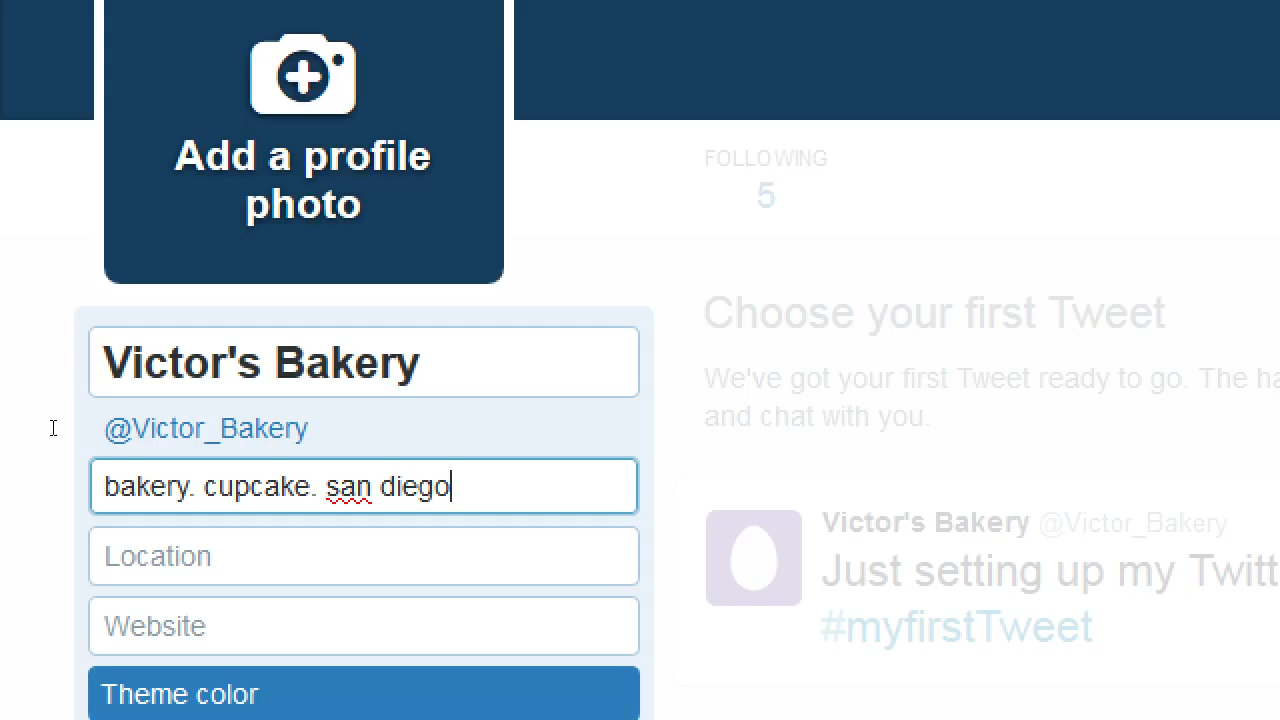 Add a profile
photo
FOLLOWING
5
Victor's Bakery
@Victor_Bakery
bakery. cupcake. san diego
Location
Website
Theme color
Choose your first Tweet
We've got your first Tweet ready to go. The ha
and chat with you.
Victor's Bakery @Victor_Bakery
Just setting up my Twitt
#myfirstTweet